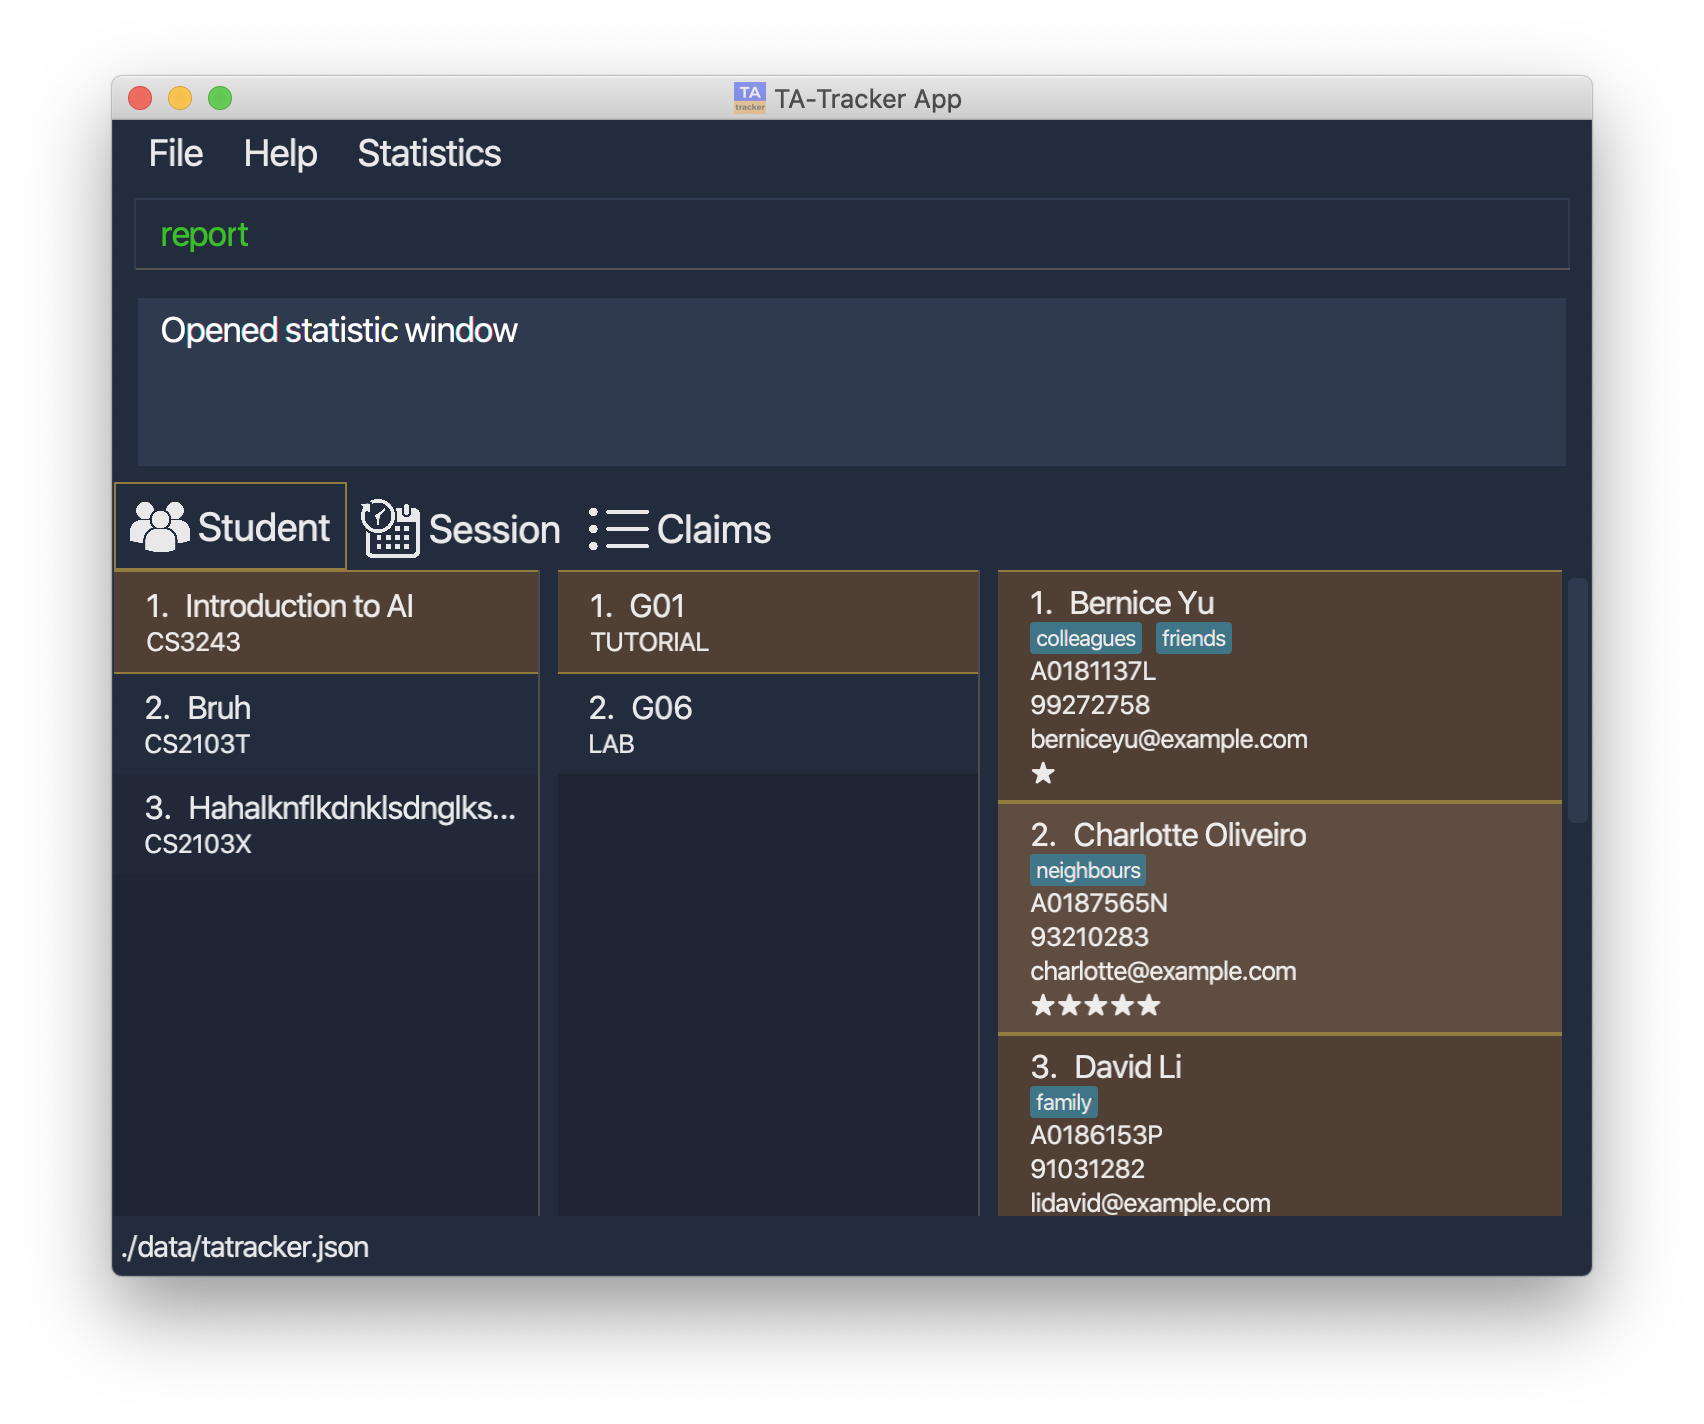 TA tracker TA-Tracker App
File Help Statistics
report
Opened statistic window
Student Session Claims
1. Introduction to AI
CS3243
2. Bruh
CS2103T
3. Hahalknflkdnklsdnglks...
CS2103X
1. G01
TUTORIAL
2. G06
LAB
1. Bernice Yu
colleagues friends
A0181137L
99272758
berniceyu@example.com
★
2. Charlotte Oliveiro
neighbours
A0187565N
93210283
charlotte@example.com
★★★★★
3. David Li
family
A0186153P
91031282
lidavid@example.com
./data/tatracker.json